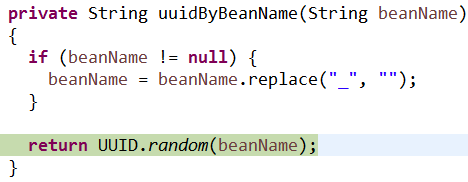 private String uuidByBeanName(String beanName)
{
if (beanName != null) {
beanName = beanName.replace("_", "");
}
return UUID.random(beanName);
}